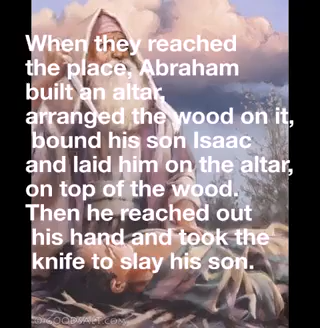 When they reached
the place, Abraham
built an altar,
arranged the wood on it,
bound his son Isaac
and laid him on the altar,
on top of the wood.
Then he reached out
his hand and took the
knife to slay his son.
© GOODSALT.COM